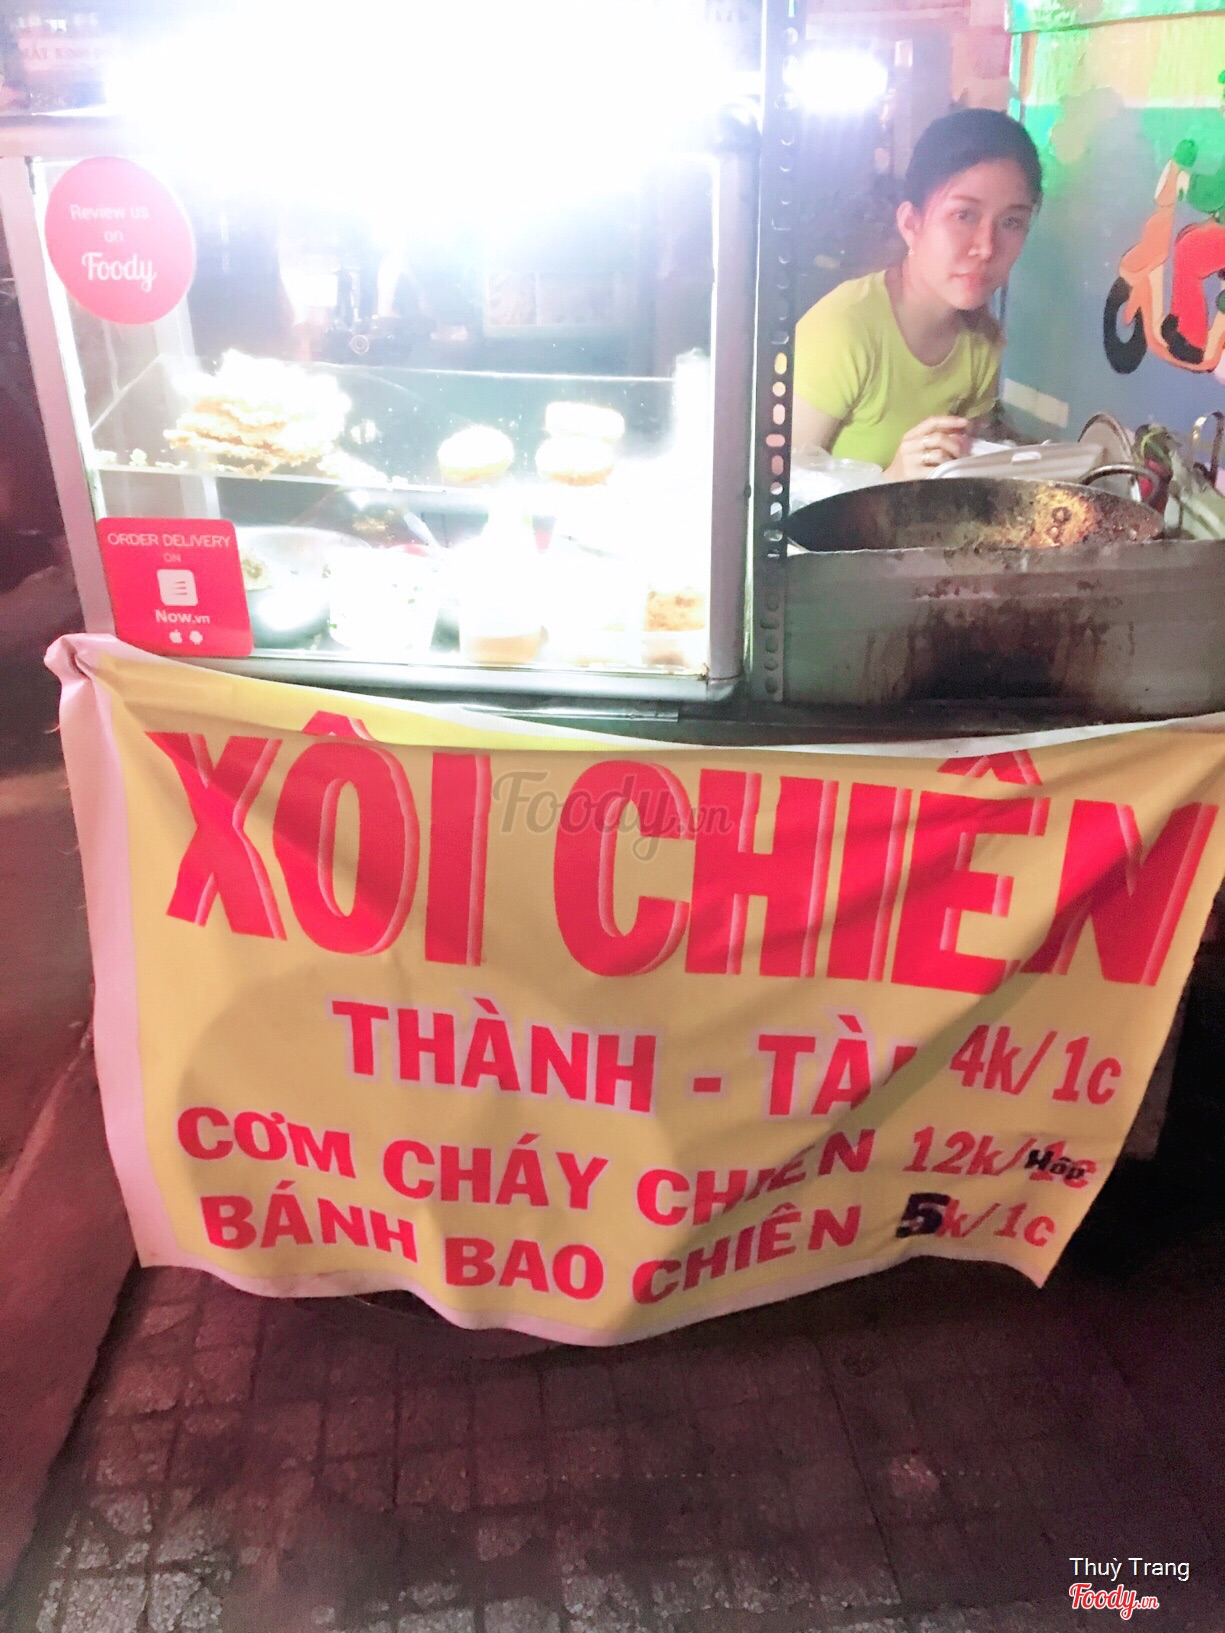 Review us
on
Foody
ORDER DELIVERY
ON
Now.vn
XÔI CHIÊN
Foody.vn
THÀNH - TÀI 4k/1c
CƠM CHÁY CHIÊN 12k/Hộp
BÁNH BAO CHIÊN 5k/1c
Thuỳ Trang
Foody.vn